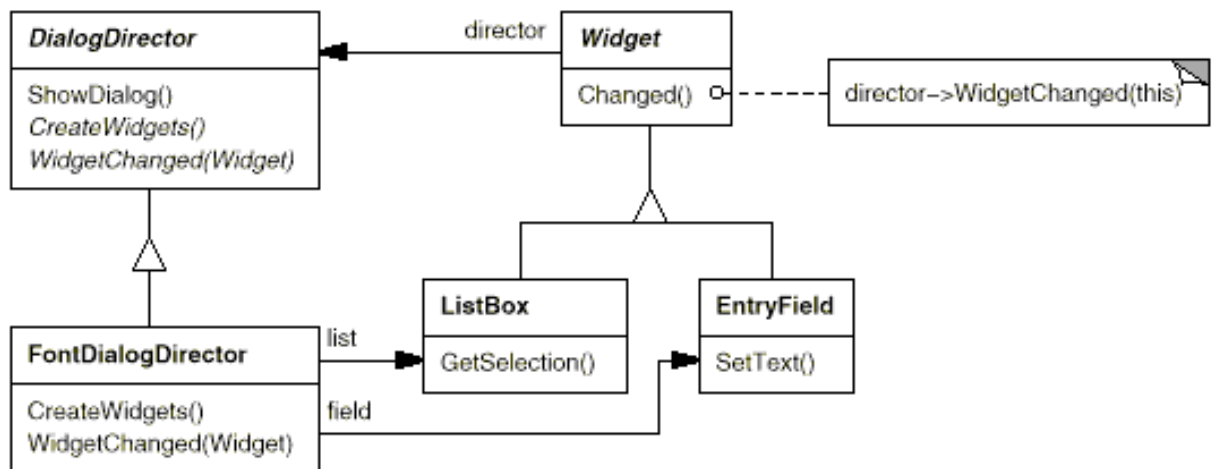 DialogDirector
ShowDialog()
CreateWidgets()
WidgetChanged(Widget)
director
Widget
Changed()
director–>WidgetChanged(this)
FontDialogDirector
CreateWidgets()
WidgetChanged(Widget)
list
field
ListBox
GetSelection()
EntryField
SetText()